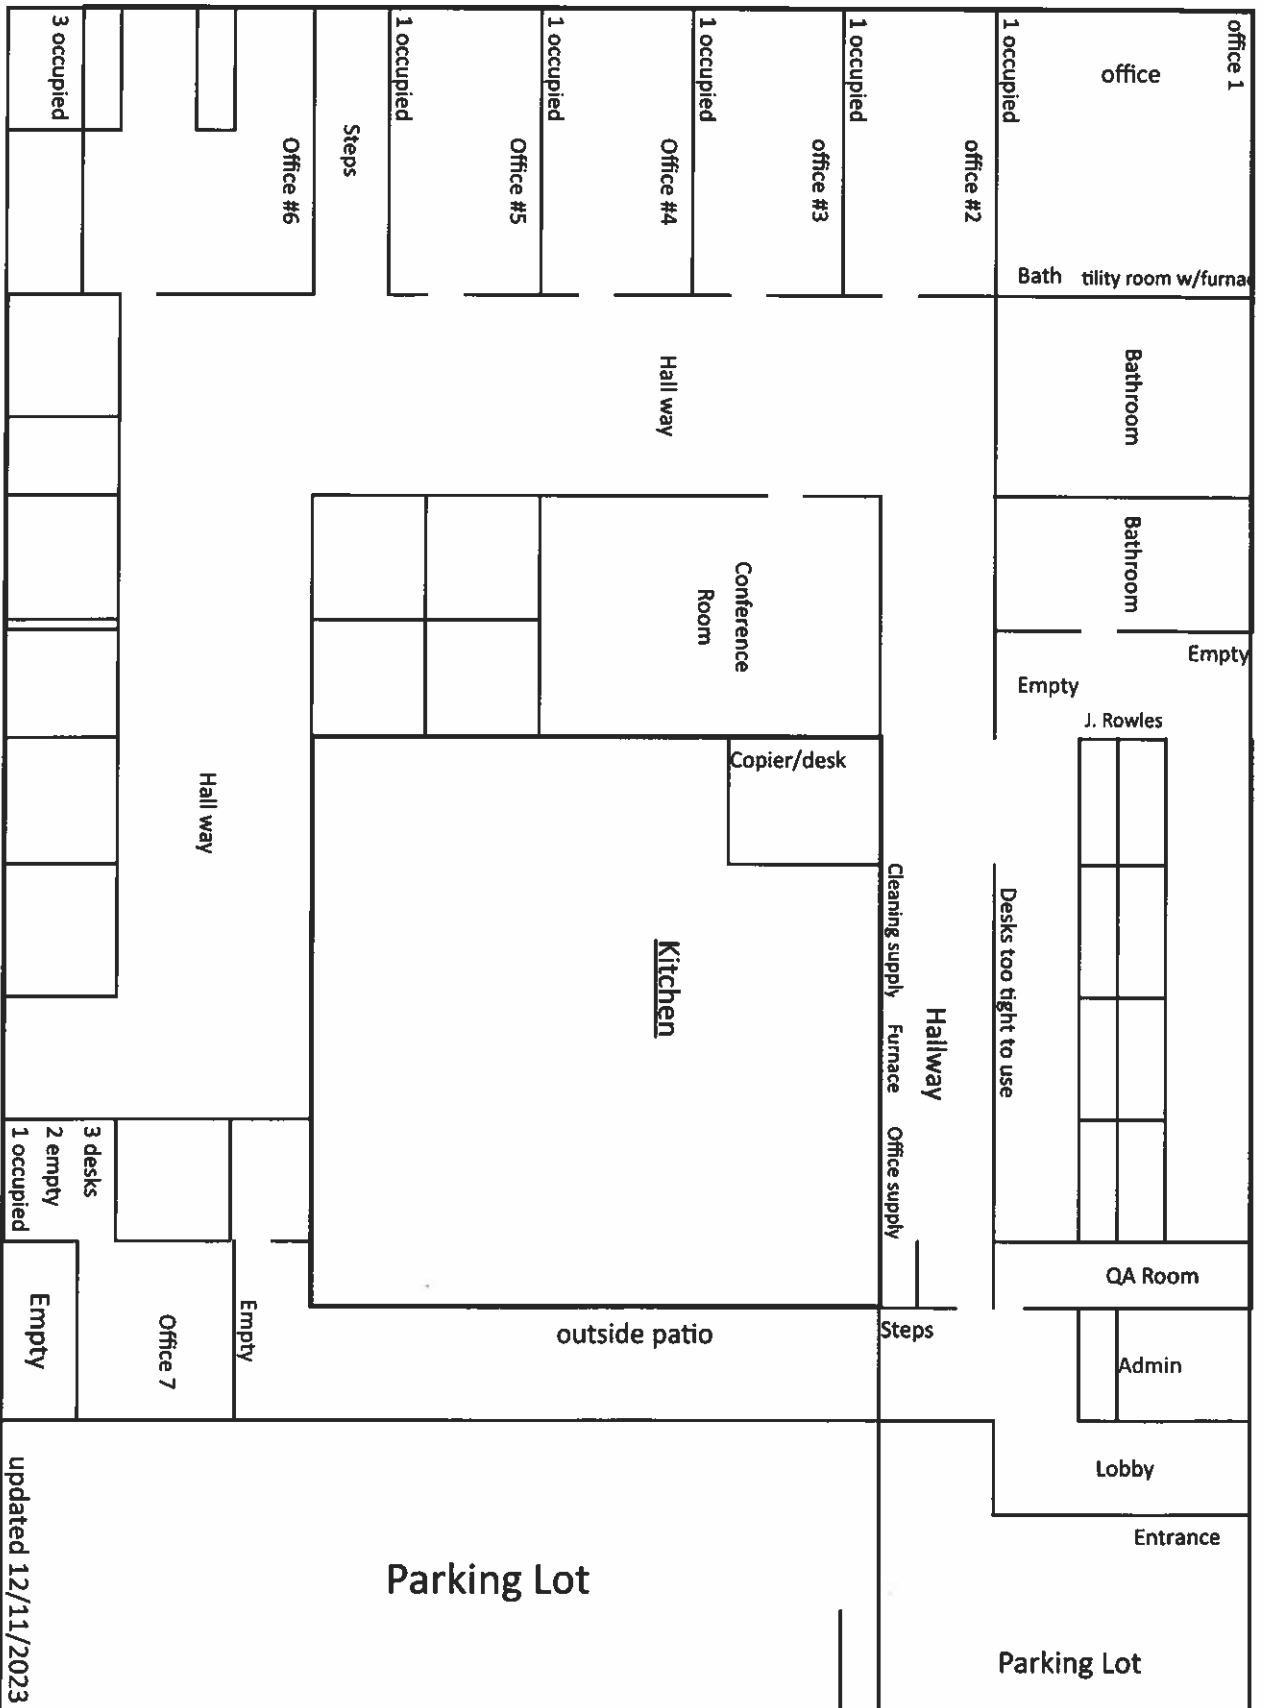 office 1
office
1 occupied
office #2
1 occupied
office #3
1 occupied
Office #4
1 occupied
Office #5
1 occupied
Steps
Office #6
3 occupied
Bath
tility room w/furna
Bathroom
Bathroom
Hall way
Conference
Room
Empty
Empty
J. Rowles
Copier/desk
Hall way
Kitchen
Cleaning supply
Furnace
Office supply
Hallway
Desks too tight to use
3 desks
2 empty
1 occupied
Empty
Office 7
Empty
QA Room
outside patio
Steps
Admin
Lobby
Entrance
Parking Lot
Parking Lot
updated 12/11/2023